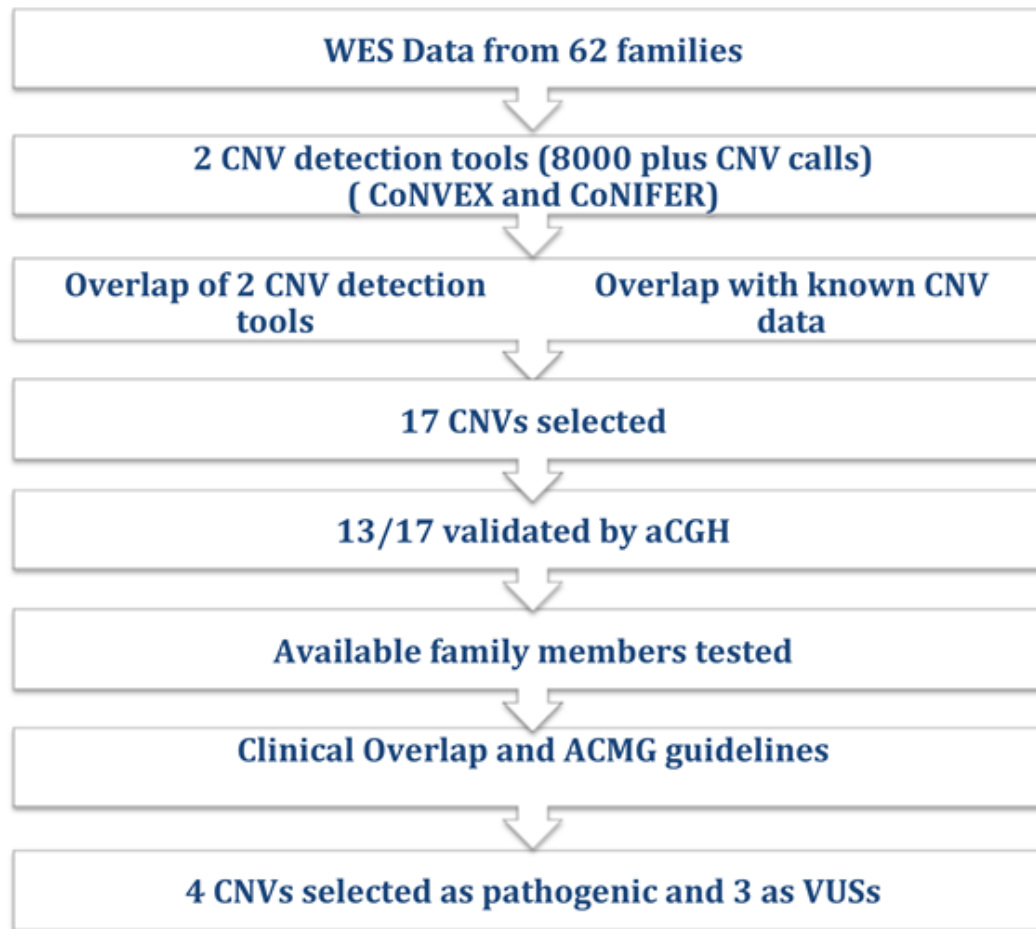 WES Data from 62 families
2 CNV detection tools (8000 plus CNV calls)
( CoNVEX and CoNIFER)
Overlap of 2 CNV detection
tools
Overlap with known CNV
data
17 CNVs selected
13/17 validated by aCGH
Available family members tested
Clinical Overlap and ACMG guidelines
4 CNVs selected as pathogenic and 3 as VUSs